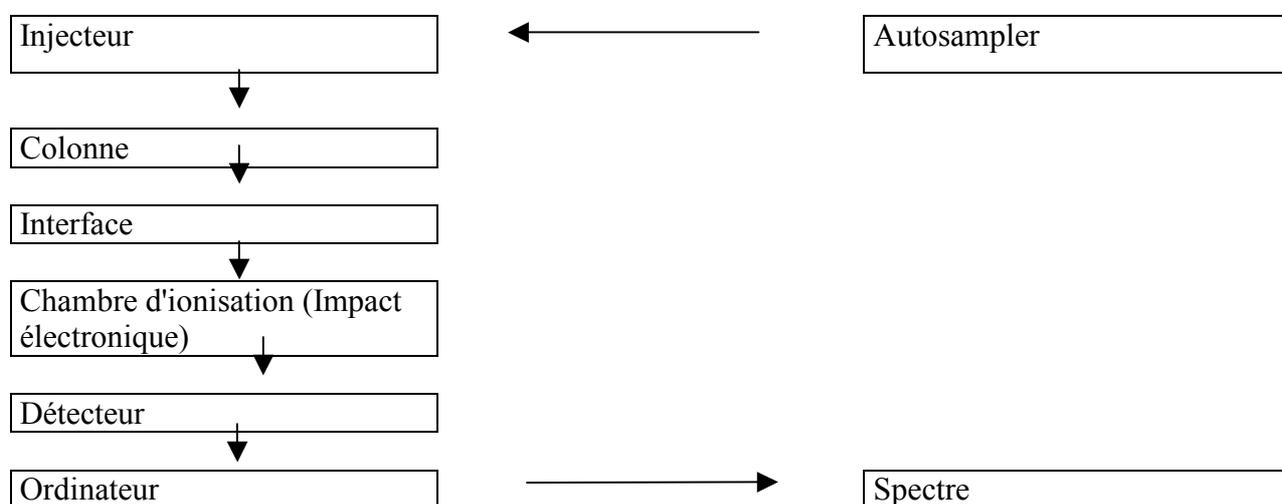 Injecteur
Autosampler
Colonne
Interface
Chambre d'ionisation (Impact
électronique)
Détecteur
Ordinateur
Spectre